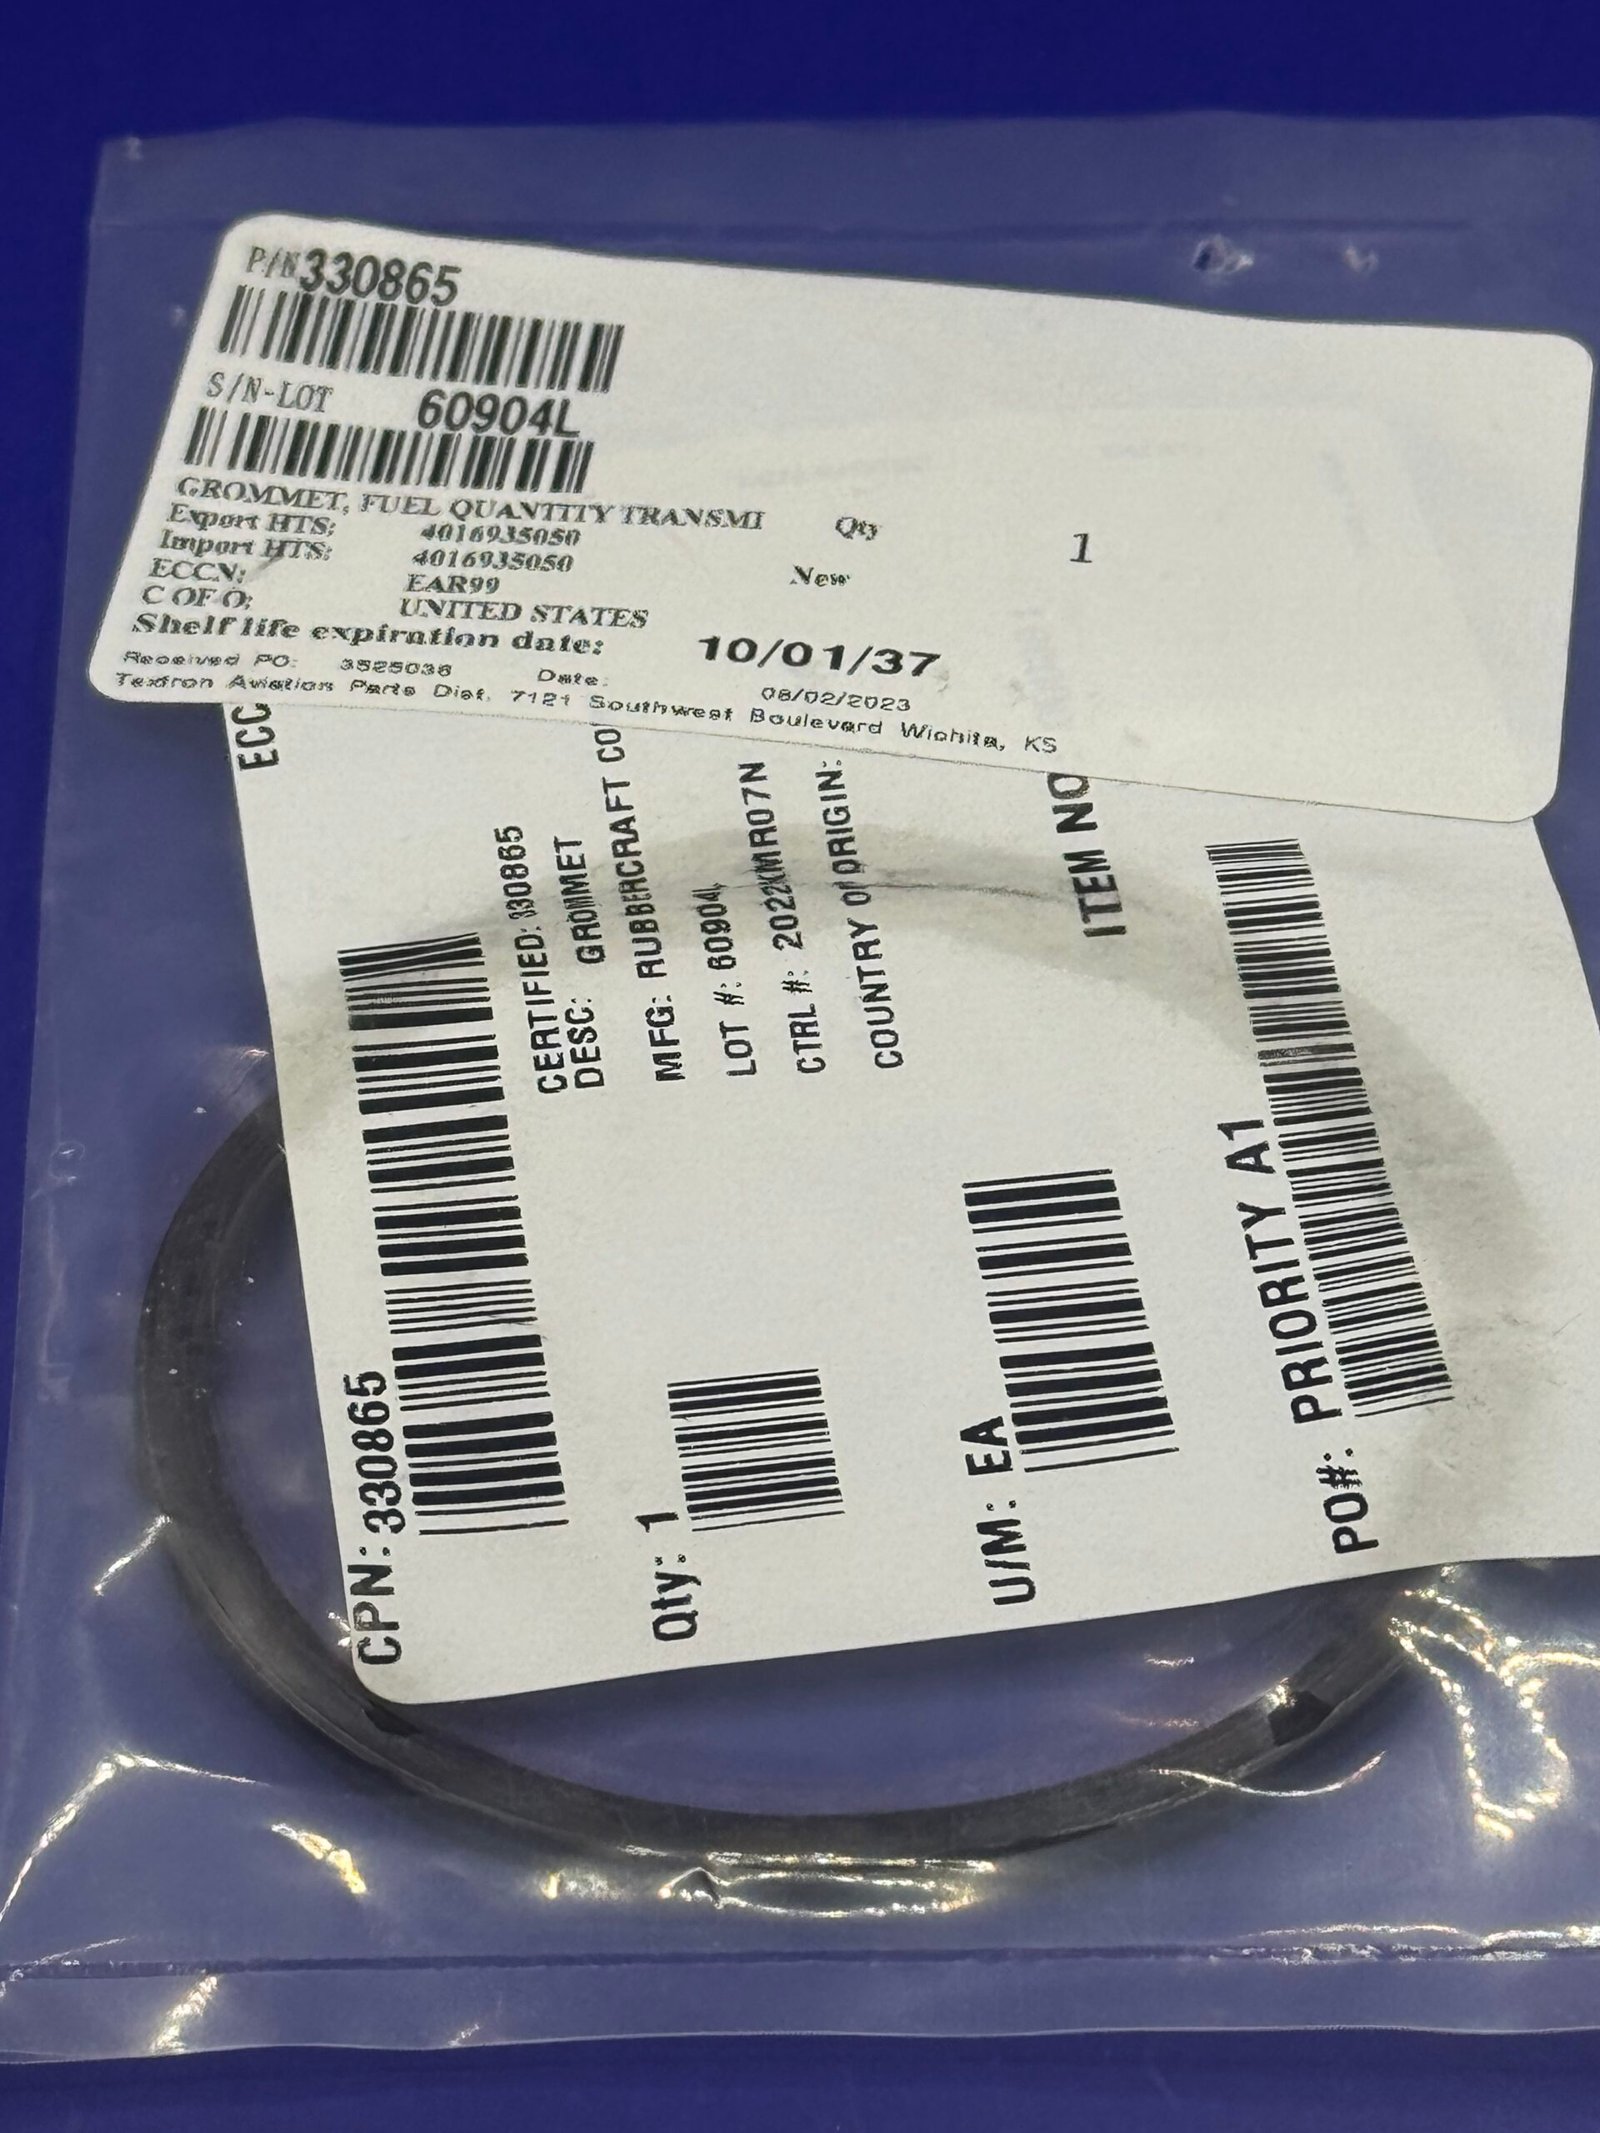 P/N 330865
S/N-LOT 60904L
GROMMET, FUEL QUANTITY TRANSMI Qty 1
Export HTS: 4016935050
Import HTS: 4016935050 New
ECCN: EAR99
C OF O: UNITED STATES
Shelf life expiration date: 10/01/37
Received PO: 3525036 Date: 08/02/2023
Textron Aviation Parts Dist. 7121 Southwest Boulevard Wichita, KS
CPN: 330865
ECC
CERTIFIED: 330865
DESC: GROMMET
MFG: RUBBERCRAFT CO
LOT #: 60904L
CTRL #: 2022KMR07N
COUNTRY Of ORIGIN:
Qty: 1
U/M: EA
ITEM NO
PO#: PRIORITY A1